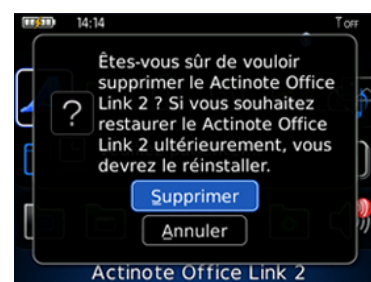 14:14
T OFF
Êtes-vous sûr de vouloir
supprimer le Actinote Office
Link 2 ? Si vous souhaitez
restaurer le Actinote Office
Link 2 ultérieurement, vous
devrez le réinstaller.
Supprimer
Annuler
Actinote Office Link 2